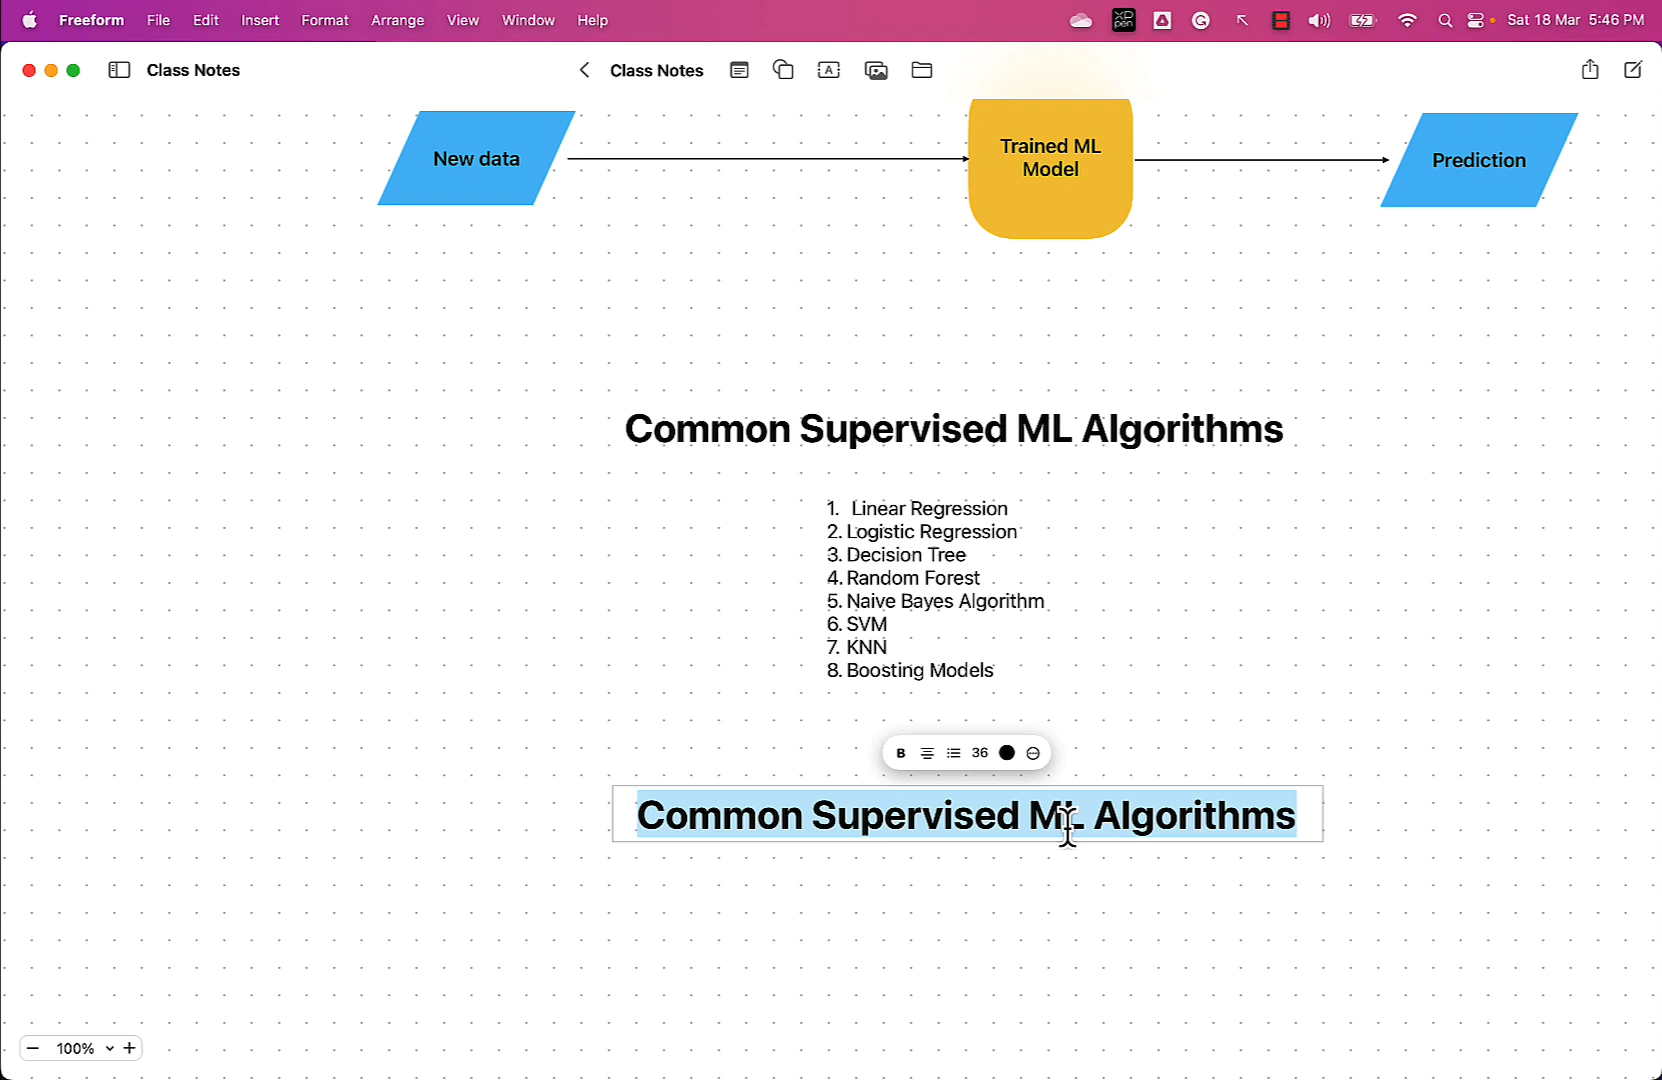 Freeform File Edit Insert Format Arrange View Window Help Sat 18 Mar 5:46 PM
Class Notes
Class Notes
New data
Trained ML
Model
Prediction
Common Supervised ML Algorithms
1. Linear Regression
2. Logistic Regression
3. Decision Tree
4. Random Forest
5. Naive Bayes Algorithm
6. SVM
7. KNN
8. Boosting Models
B 36
Common Supervised ML Algorithms
− 100% +